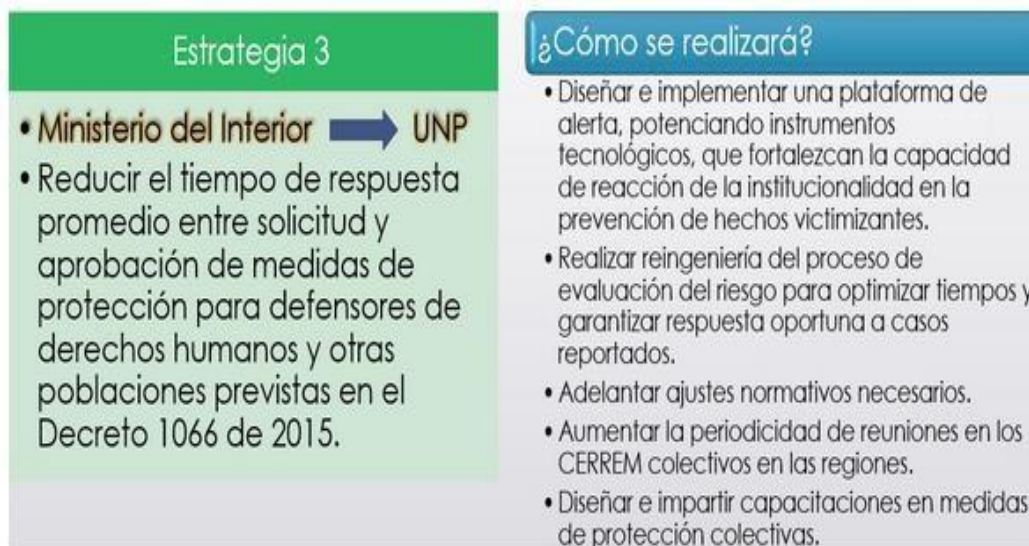 Estrategia 3
• Ministerio del Interior UNP
• Reducir el tiempo de respuesta
promedio entre solicitud y
aprobación de medidas de
protección para defensores de
derechos humanos y otras
poblaciones previstas en el
Decreto 1066 de 2015.
¿Cómo se realizará?
• Diseñar e implementar una plataforma de
alerta, potenciando instrumentos
tecnológicos, que fortalezcan la capacidad
de reacción de la institucionalidad en la
prevención de hechos victimizantes.
• Realizar reingeniería del proceso de
evaluación del riesgo para optimizar tiempos y
garantizar respuesta oportuna a casos
reportados.
• Adelantar ajustes normativos necesarios.
• Aumentar la periodicidad de reuniones en los
CERREM colectivos en las regiones.
• Diseñar e impartir capacitaciones en medidas
de protección colectivas.